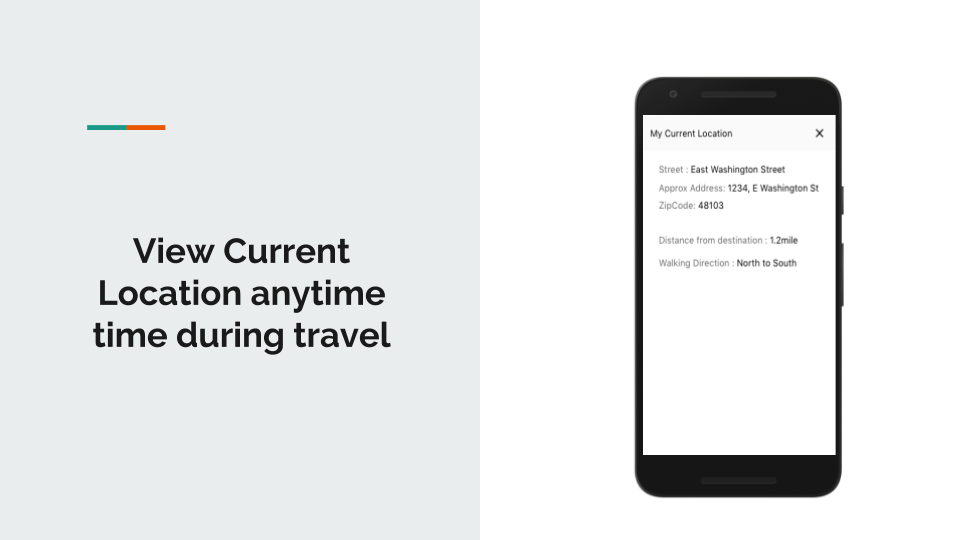 View Current
Location anytime
time during travel
My Current Location X
Street : East Washington Street
Approx Address: 1234, E Washington St
ZipCode: 48103
Distance from destination : 1.2mile
Walking Direction : North to South